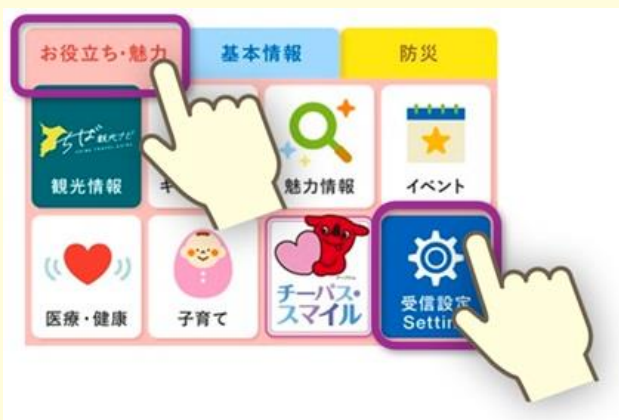 お役立ち・魅力
基本情報
防災
ちば観光ナビ
観光情報
魅力情報
イベント
医療・健康
子育て
チーパス・
スマイル
受信設定